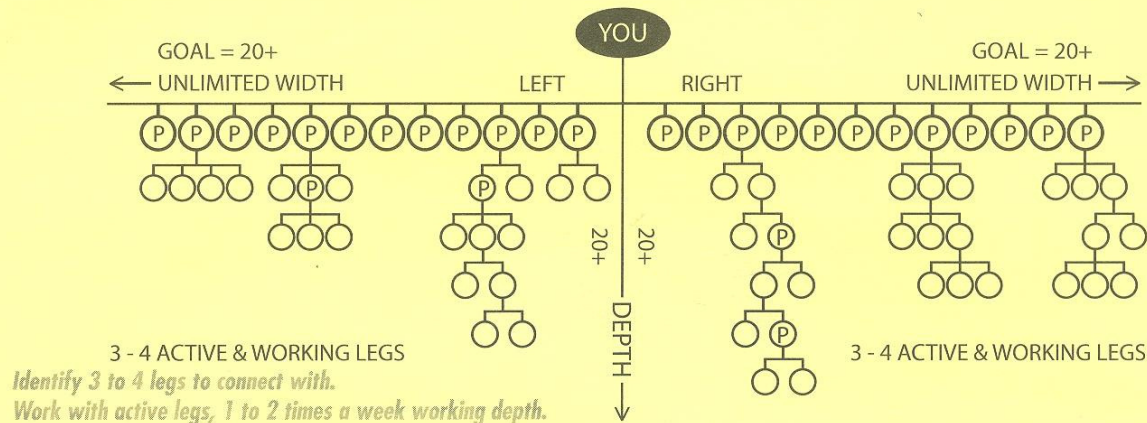 YOU
GOAL = 20+
UNLIMITED WIDTH
LEFT
RIGHT
GOAL = 20+
UNLIMITED WIDTH
P P P P P P P P P P P P
P P P P P P P P P P P P
P
P
P
P
20+
20+
DEPTH
3 - 4 ACTIVE & WORKING LEGS
3 - 4 ACTIVE & WORKING LEGS
Identify 3 to 4 legs to connect with.
Work with active legs, 1 to 2 times a week working depth.